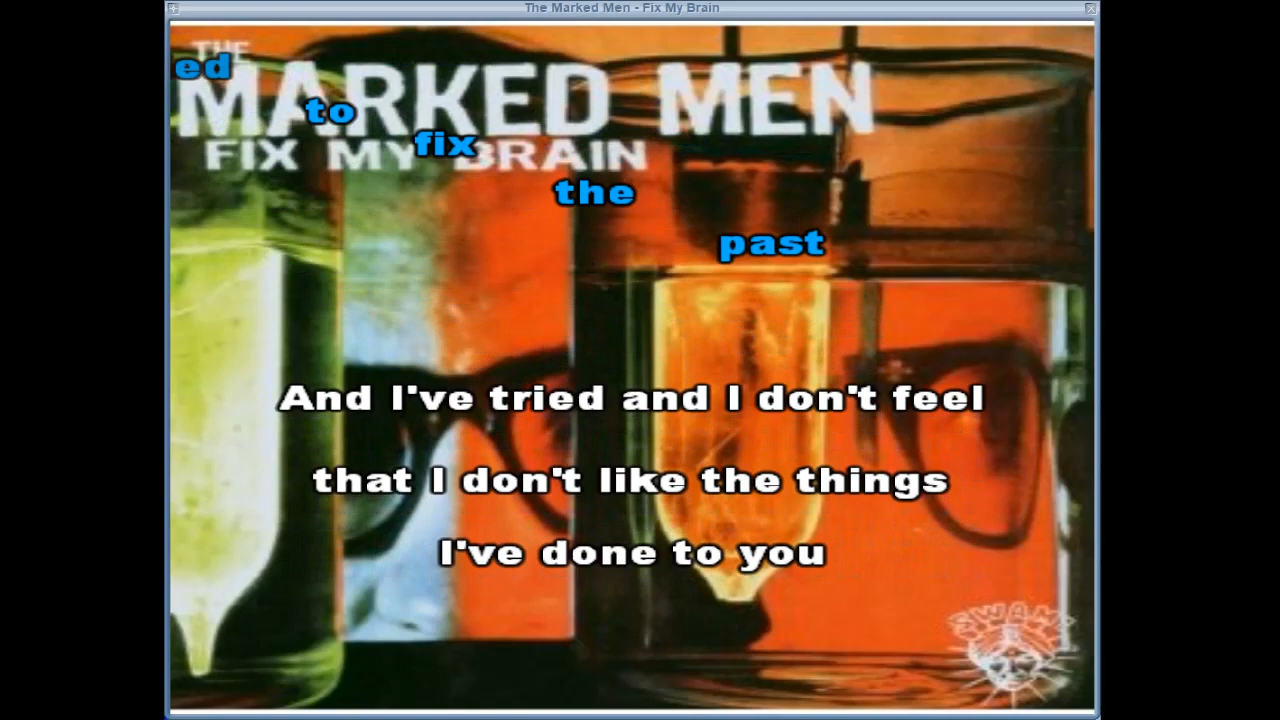 The Marked Men - Fix My Brain
THE
MARKED MEN
FIX MY BRAIN
ed
to
fix
the
past
And I've tried and I don't feel
that I don't like the things
I've done to you
SWAMI